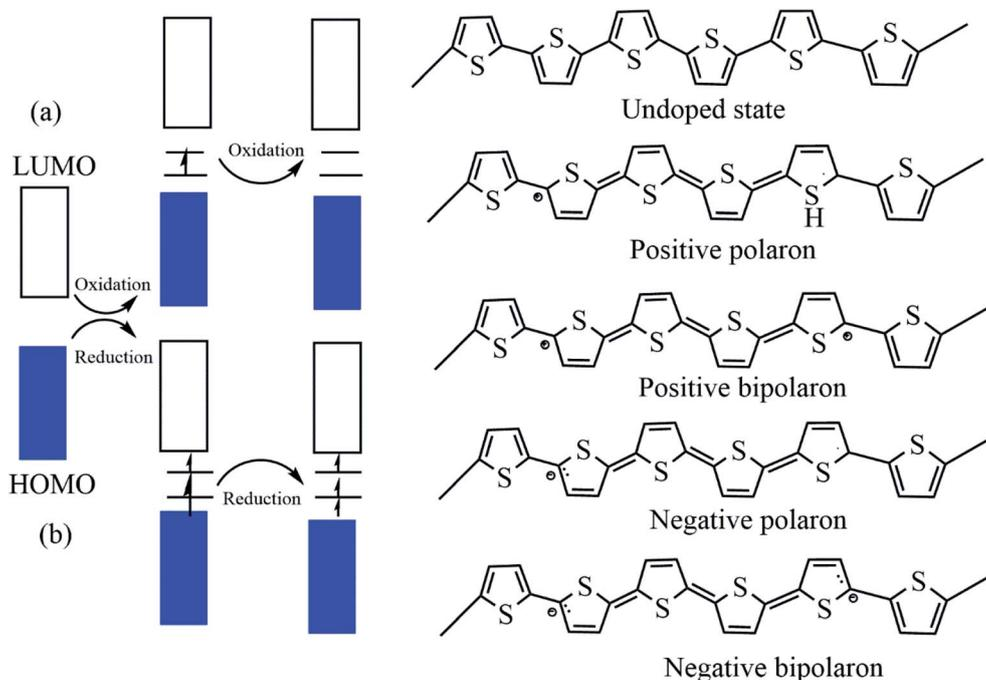 (a)
LUMO
Oxidation
Oxidation
Reduction
HOMO
(b)
Reduction
S S S S S S
Undoped state
S S S S S S
H
Positive polaron
S S S S S S
Positive bipolaron
S S S S S S
Negative polaron
S S S S S S
Negative bipolaron